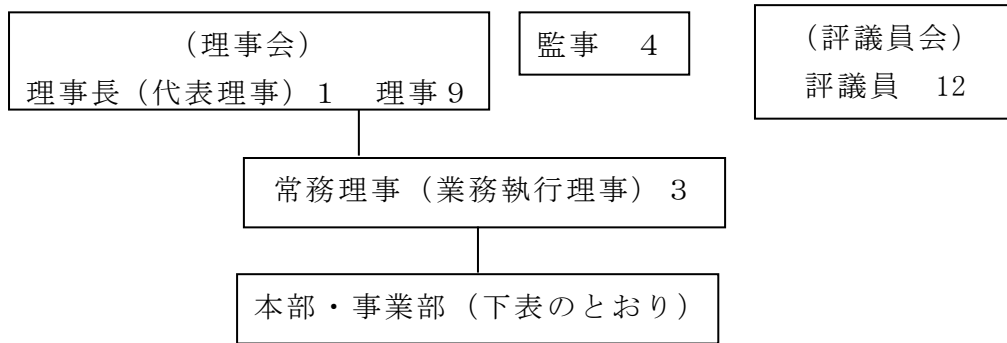 （理事会）
理事長（代表理事）１　理事９
監事　４
（評議員会）
評議員　12
常務理事（業務執行理事）３
本部・事業部（下表のとおり）